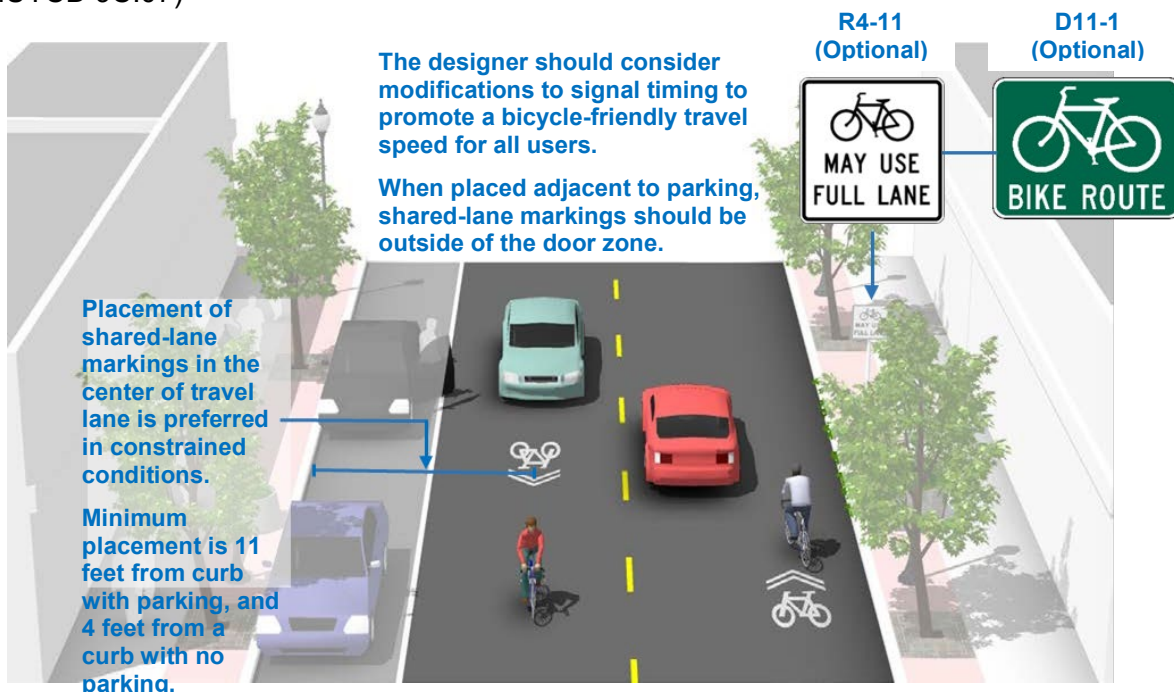 R4-11
(Optional)
D11-1
(Optional)
The designer should consider
modifications to signal timing to
promote a bicycle-friendly travel
speed for all users.
When placed adjacent to parking,
shared-lane markings should be
outside of the door zone.
MAY USE
FULL LANE
BIKE ROUTE
Placement of
shared-lane
markings in the
center of travel
lane is preferred
in constrained
conditions.
Minimum
placement is 11
feet from curb
with parking, and
4 feet from a
curb with no
parking.
MAY USE
FULL LANE